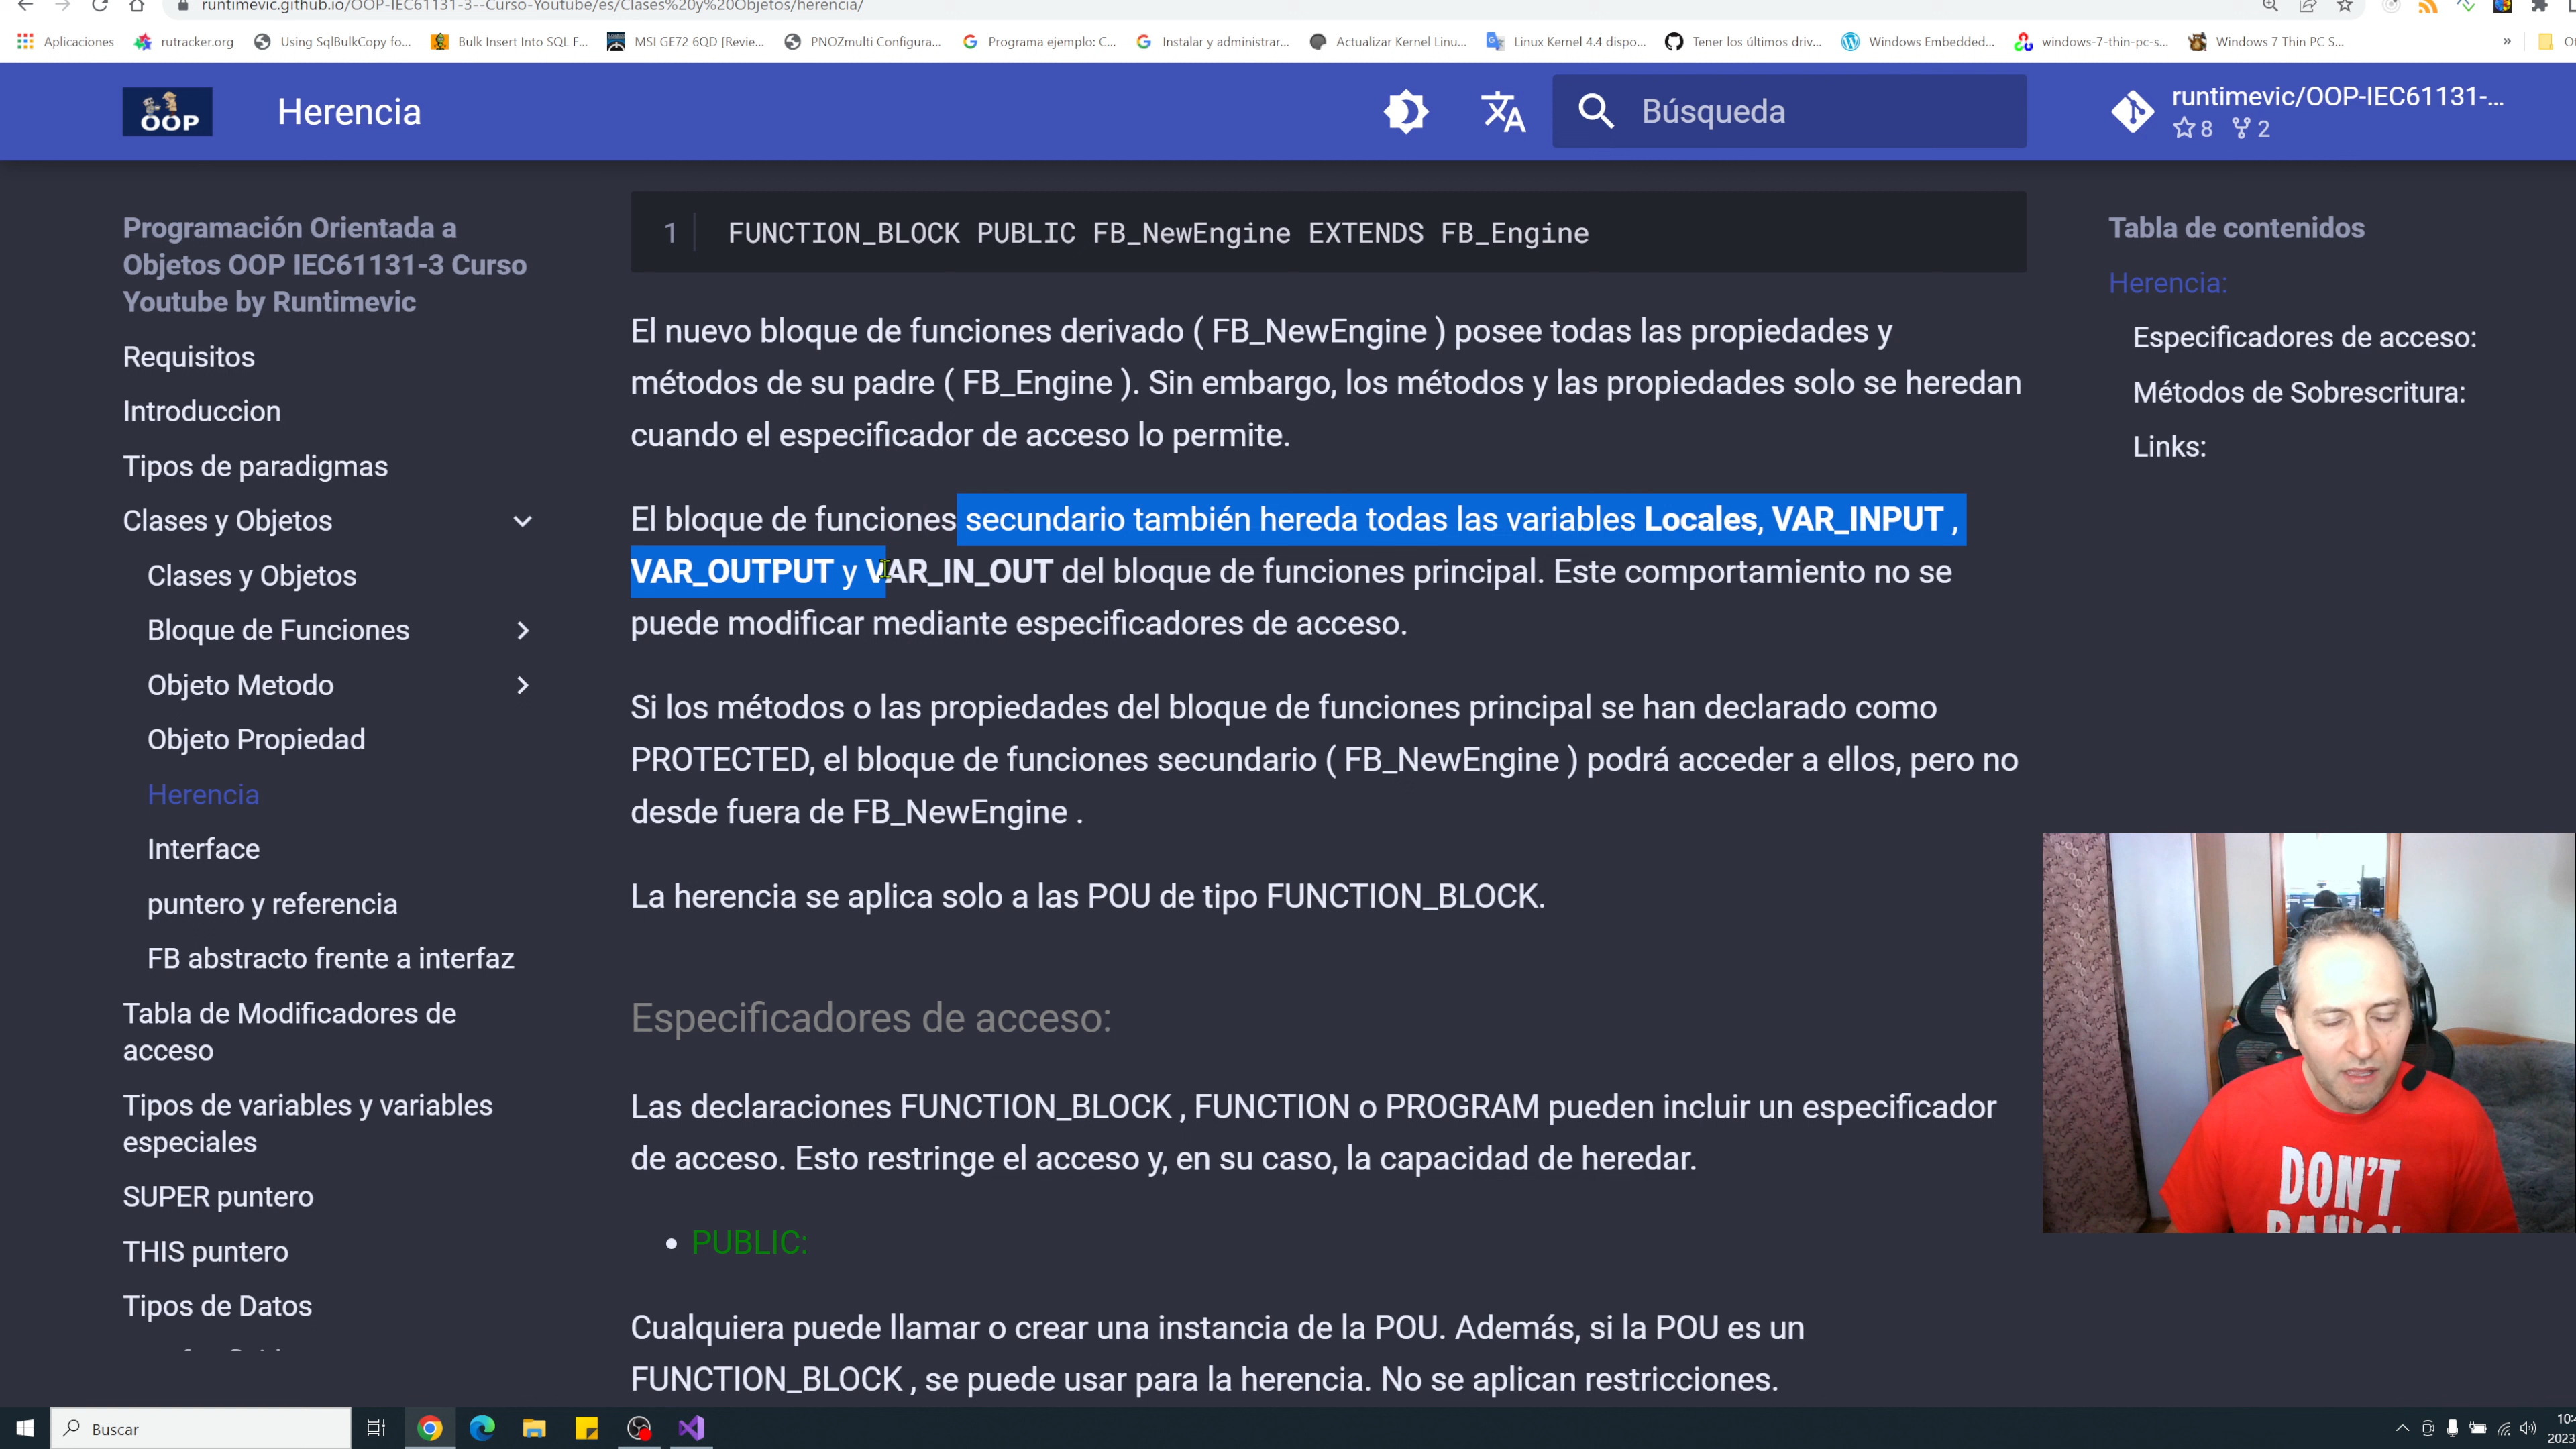 runtimevic.github.io/OOP-IEC61131-3--Curso-Youtube/es/Clases%20y%20Objetos/herencia/
Aplicaciones rutracker.org Using SqlBulkCopy fo... Bulk Insert Into SQL F... MSI GE72 6QD [Revie... PNOZmulti Configura... Programa ejemplo: C... Instalar y administrar... Actualizar Kernel Linu... Linux Kernel 4.4 dispo... Tener los últimos driv... Windows Embedded... windows-7-thin-pc-s... Windows 7 Thin PC S... »
OOP
Herencia
Búsqueda
runtimevic/OOP-IEC61131-...
8 2
Programación Orientada a
Objetos OOP IEC61131-3 Curso
Youtube by Runtimevic
Requisitos
Introduccion
Tipos de paradigmas
Clases y Objetos
Clases y Objetos
Bloque de Funciones
Objeto Metodo
Objeto Propiedad
Herencia
Interface
puntero y referencia
FB abstracto frente a interfaz
Tabla de Modificadores de
acceso
Tipos de variables y variables
especiales
SUPER puntero
THIS puntero
Tipos de Datos
1 FUNCTION_BLOCK PUBLIC FB_NewEngine EXTENDS FB_Engine
El nuevo bloque de funciones derivado ( FB_NewEngine ) posee todas las propiedades y
métodos de su padre ( FB_Engine ). Sin embargo, los métodos y las propiedades solo se heredan
cuando el especificador de acceso lo permite.
El bloque de funciones secundario también hereda todas las variables Locales, VAR_INPUT ,
VAR_OUTPUT y VAR_IN_OUT del bloque de funciones principal. Este comportamiento no se
puede modificar mediante especificadores de acceso.
Si los métodos o las propiedades del bloque de funciones principal se han declarado como
PROTECTED, el bloque de funciones secundario ( FB_NewEngine ) podrá acceder a ellos, pero no
desde fuera de FB_NewEngine .
La herencia se aplica solo a las POU de tipo FUNCTION_BLOCK.
Especificadores de acceso:
Las declaraciones FUNCTION_BLOCK , FUNCTION o PROGRAM pueden incluir un especificador
de acceso. Esto restringe el acceso y, en su caso, la capacidad de heredar.
• PUBLIC:
Cualquiera puede llamar o crear una instancia de la POU. Además, si la POU es un
FUNCTION_BLOCK , se puede usar para la herencia. No se aplican restricciones.
Tabla de contenidos
Herencia:
Especificadores de acceso:
Métodos de Sobrescritura:
Links:
DON'T
PANIC!
Buscar
2023